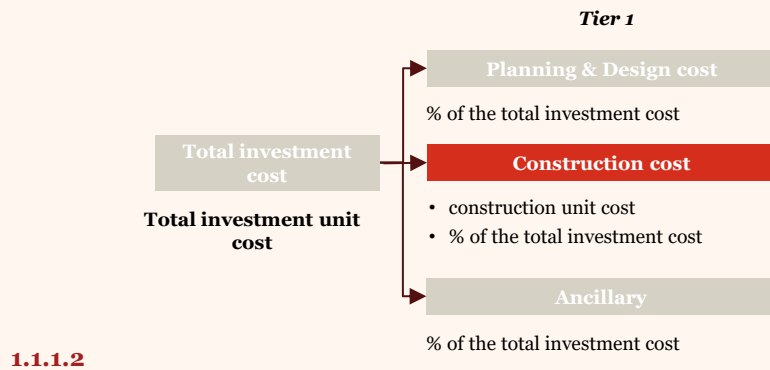 Tier 1
Planning & Design cost
% of the total investment cost
Total investment
cost
Total investment unit
cost
Construction cost
• construction unit cost
• % of the total investment cost
Ancillary
% of the total investment cost
1.1.1.2